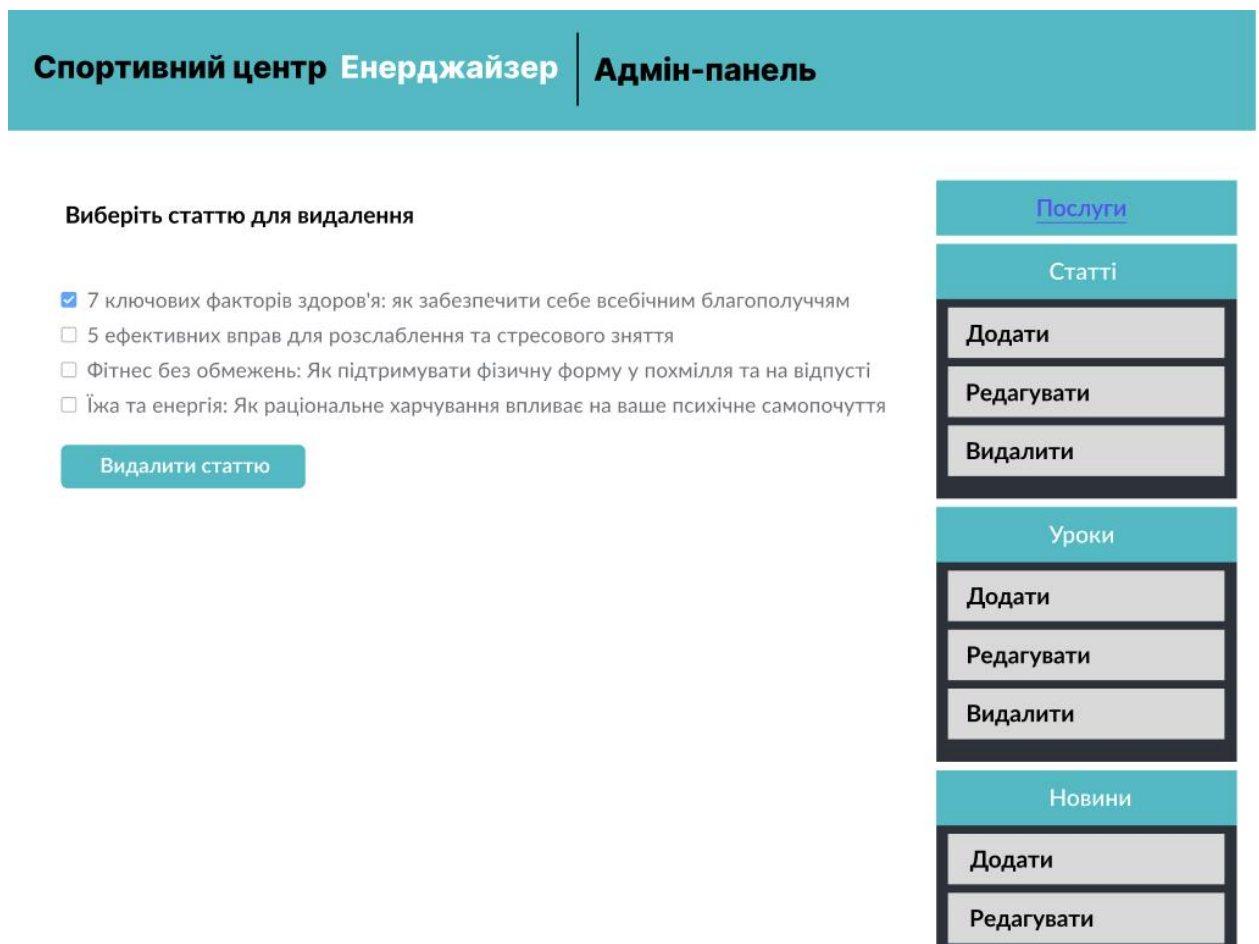 Спортивний центр Енерджайзер Адмін-панель
Виберіть статтю для видалення
7 ключових факторів здоров'я: як забезпечити себе всебічним благополуччям
5 ефективних вправ для розслаблення та стресового зняття
Фітнес без обмежень: Як підтримувати фізичну форму у похмілля та на відпусті
Їжа та енергія: Як раціональне харчування впливає на ваше психічне самопочуття
Видалити статтю
Послуги
Статті
Додати
Редагувати
Видалити
Уроки
Додати
Редагувати
Видалити
Новини
Додати
Редагувати